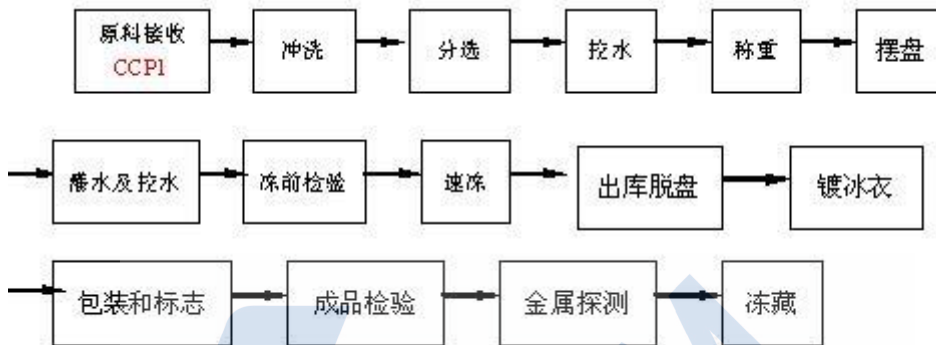 原料接收
CCP1
冲洗
分选
控水
称重
摆盘
灌水及控水
冻前检验
速冻
出库脱盘
镀冰衣
包装和标志
成品检验
金属探测
冻藏